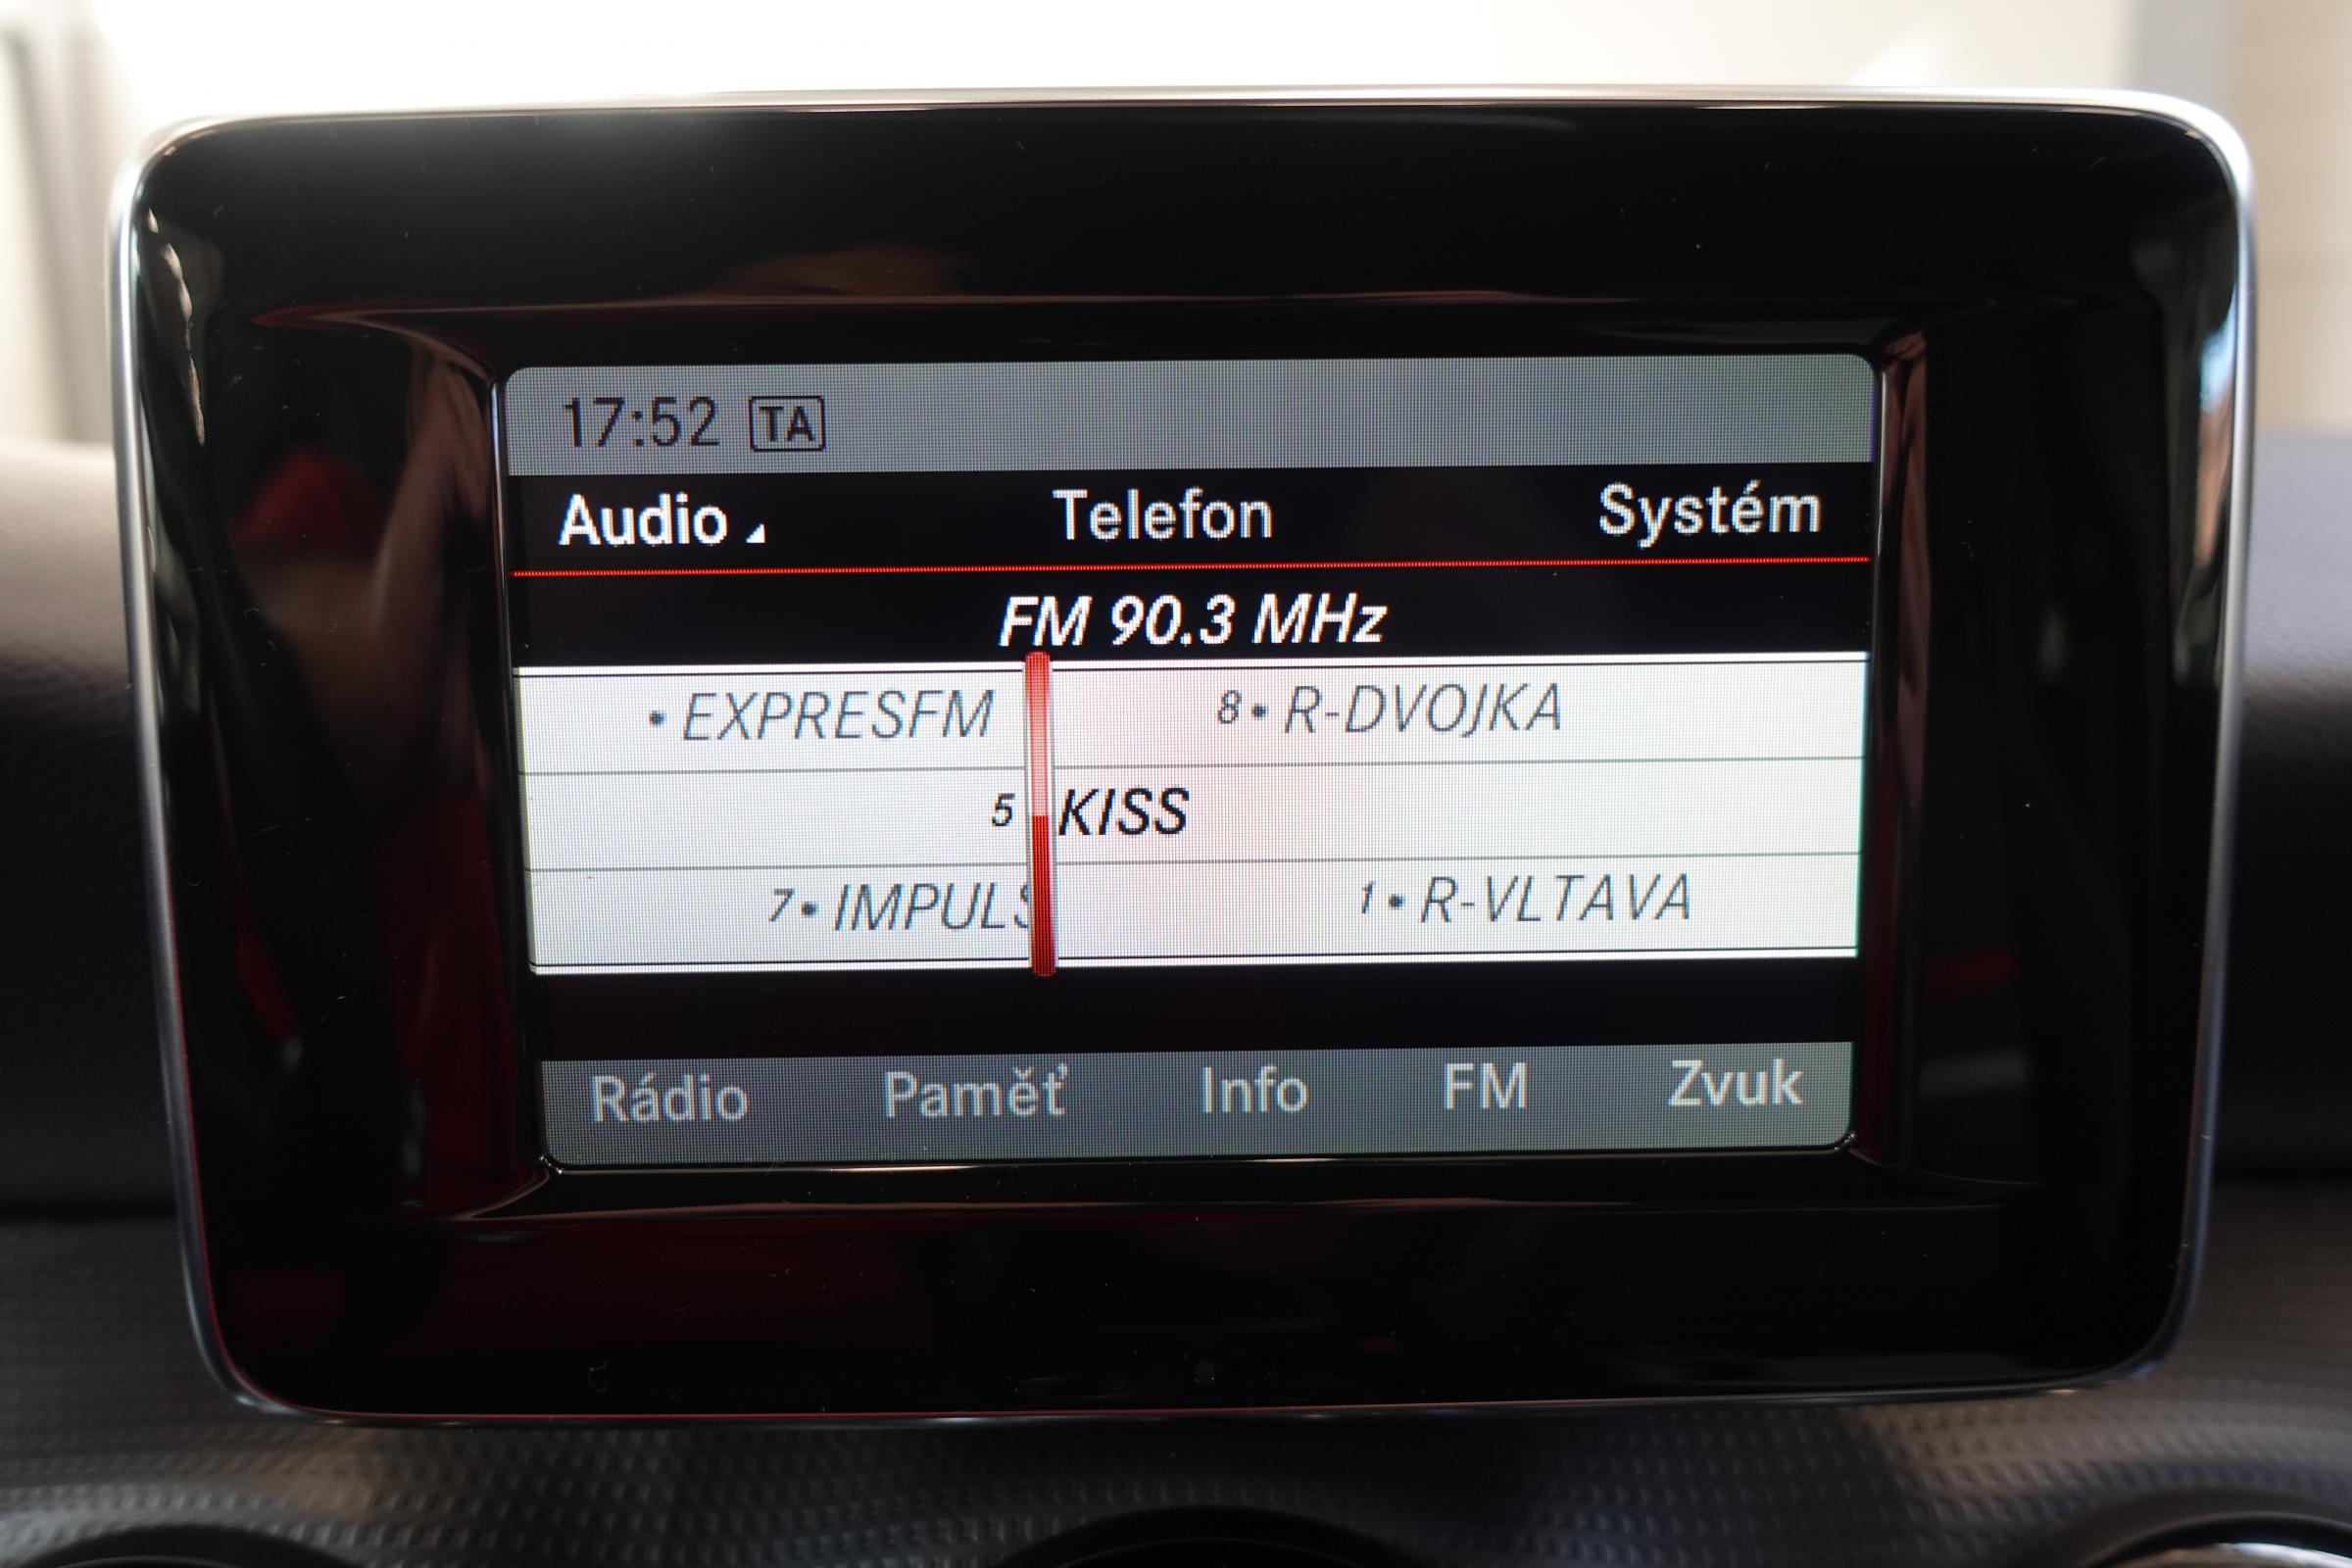 17:52 TA
Audio Telefon Systém
FM 90.3 MHz
• EXPRESFM 8• R-DVOJKA
5 KISS
7• IMPULS 1• R-VLTAVA
Rádio Paměť Info FM Zvuk